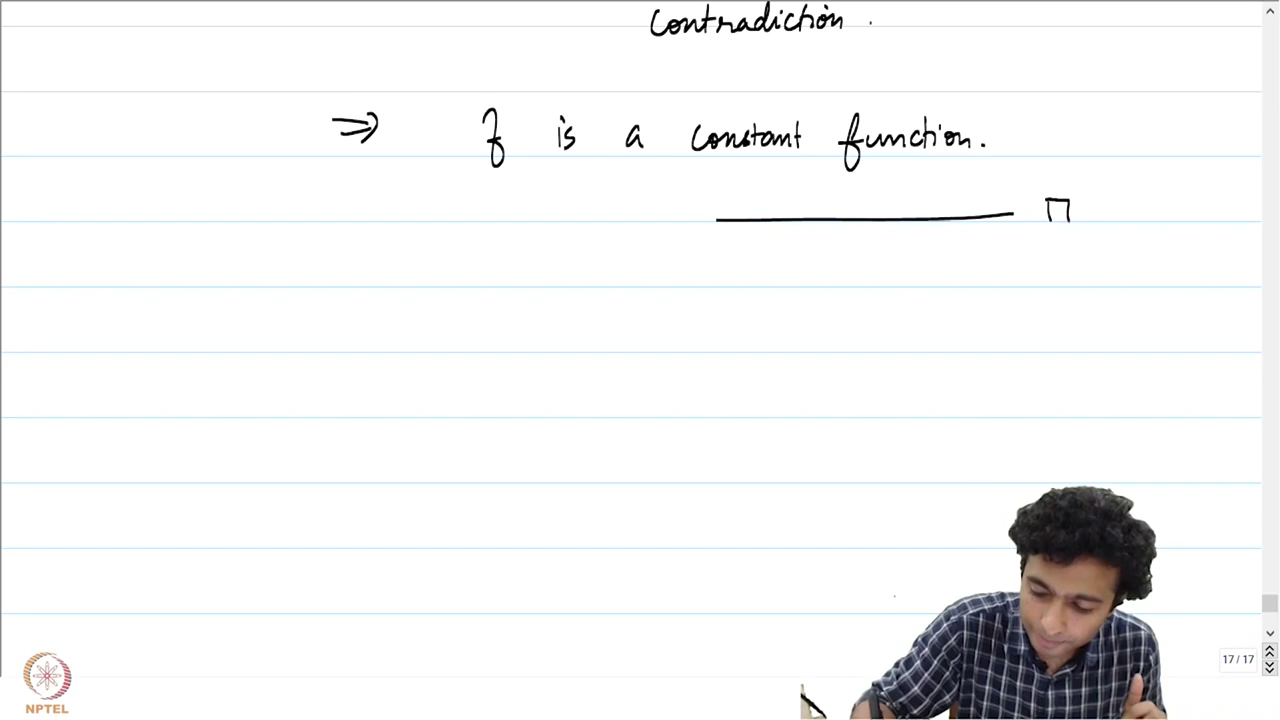 Contradiction.
⇒ f is a constant function.
17 / 17
NPTEL